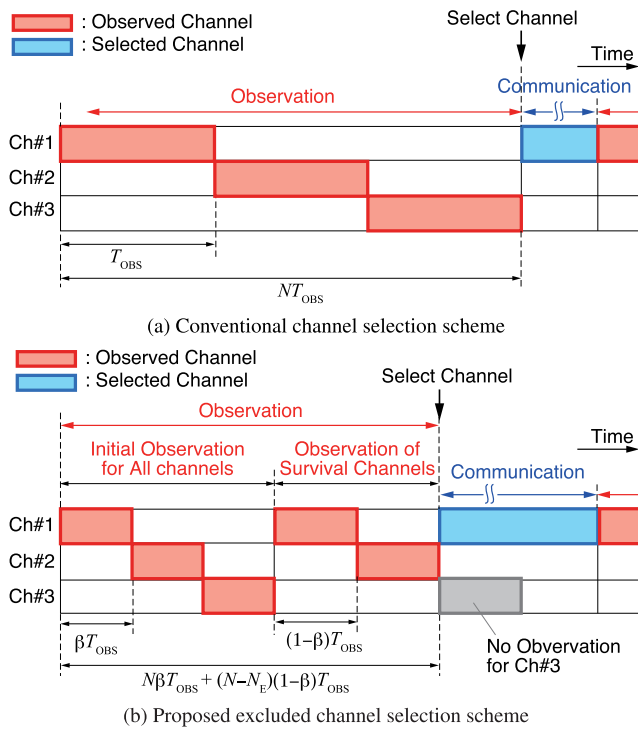 : Observed Channel
: Selected Channel
Select Channel
Time
Observation
Communication
Ch#1
Ch#2
Ch#3
T_OBS
NT_OBS
(a) Conventional channel selection scheme
: Observed Channel
: Selected Channel
Select Channel
Observation
Time
Initial Observation
for All channels
Observation of
Survival Channels
Communication
Ch#1
Ch#2
Ch#3
βT_OBS
(1−β)T_OBS
No Obvervation
for Ch#3
NβT_OBS + (N−N_E)(1−β)T_OBS
(b) Proposed excluded channel selection scheme